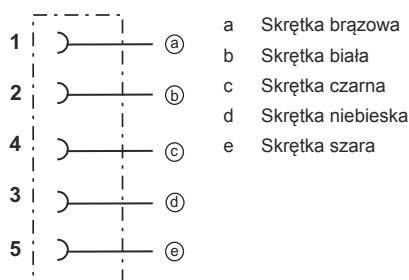 1 a
2 b
4 c
3 d
5 e
a Skrętka brązowa
b Skrętka biała
c Skrętka czarna
d Skrętka niebieska
e Skrętka szara